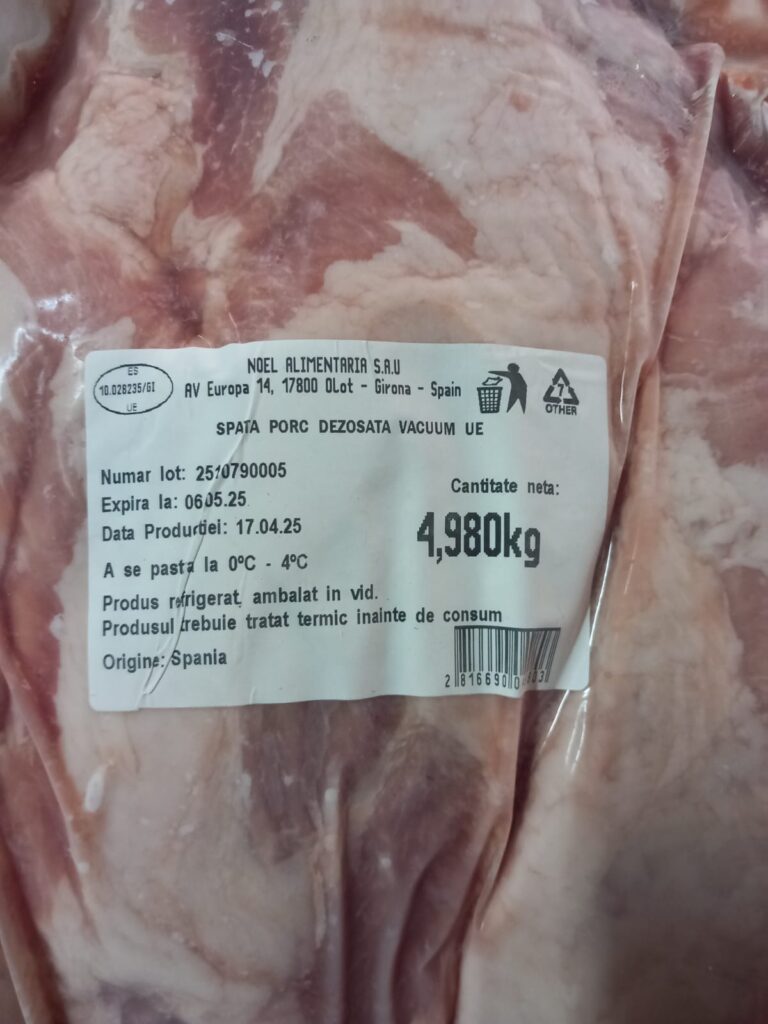 ES
10.028235/GI
UE
NOEL ALIMENTARIA S.A.U
AV Europa 14, 17800 OLot - Girona - Spain
7
OTHER
SPATA PORC DEZOSATA VACUUM UE
Numar lot: 2510790005
Expira la: 06.05.25
Data Productiei: 17.04.25
Cantitate neta:
4,980kg
A se pasta la 0ºC - 4ºC
Produs refrigerat, ambalat in vid.
Produsul trebuie tratat termic inainte de consum
Origine: Spania